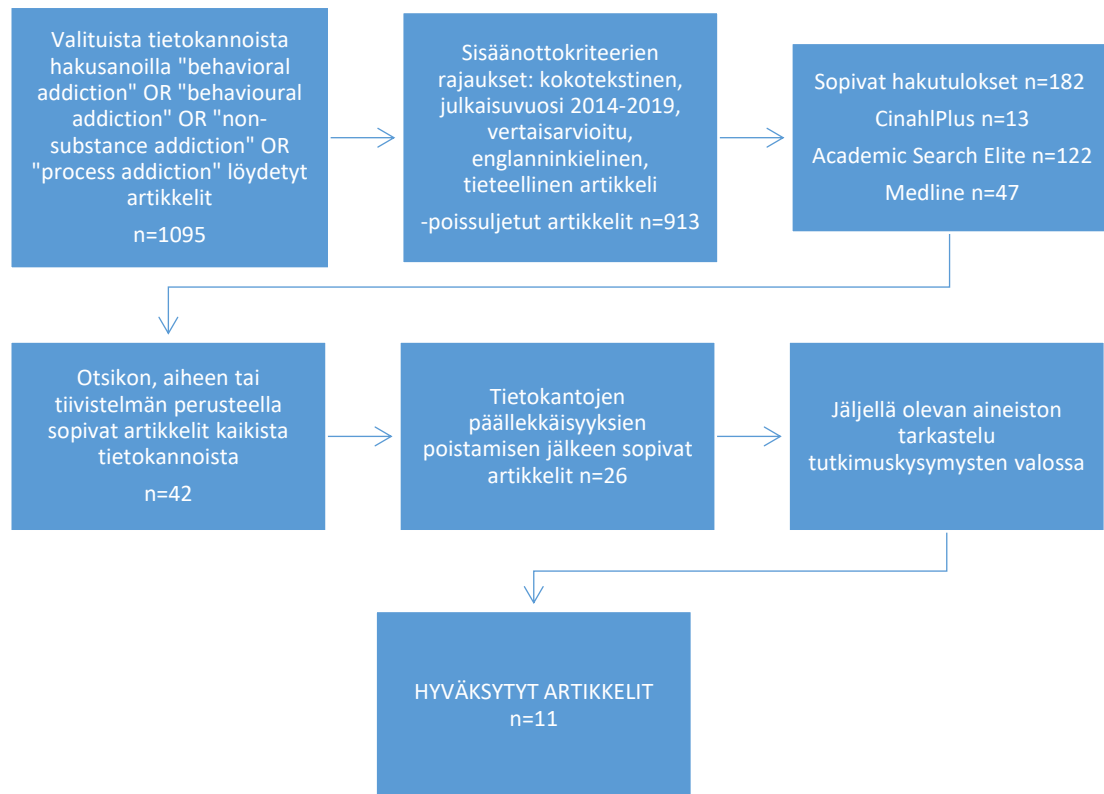 Valituista tietokannoista
hakusanoilla "behavioral
addiction" OR "behavioural
addiction" OR "non-
substance addiction" OR
"process addiction" löydetyt
artikkelit
n=1095
Sisäänottokriteerien
rajaukset: kokotekstinen,
julkaisuvuosi 2014-2019,
vertaisarvioitu,
englanninkielinen,
tieteellinen artikkeli
-poissuljetut artikkelit n=913
Sopivat hakutulokset n=182
CinahlPlus n=13
Academic Search Elite n=122
Medline n=47
Otsikon, aiheen tai
tiivistelmän perusteella
sopivat artikkelit kaikista
tietokannoista
n=42
Tietokantojen
päällekkäisyyksien
poistamisen jälkeen sopivat
artikkelit n=26
Jäljellä olevan aineiston
tarkastelu
tutkimuskysymysten valossa
HYVÄKSYTYT ARTIKKELIT
n=11